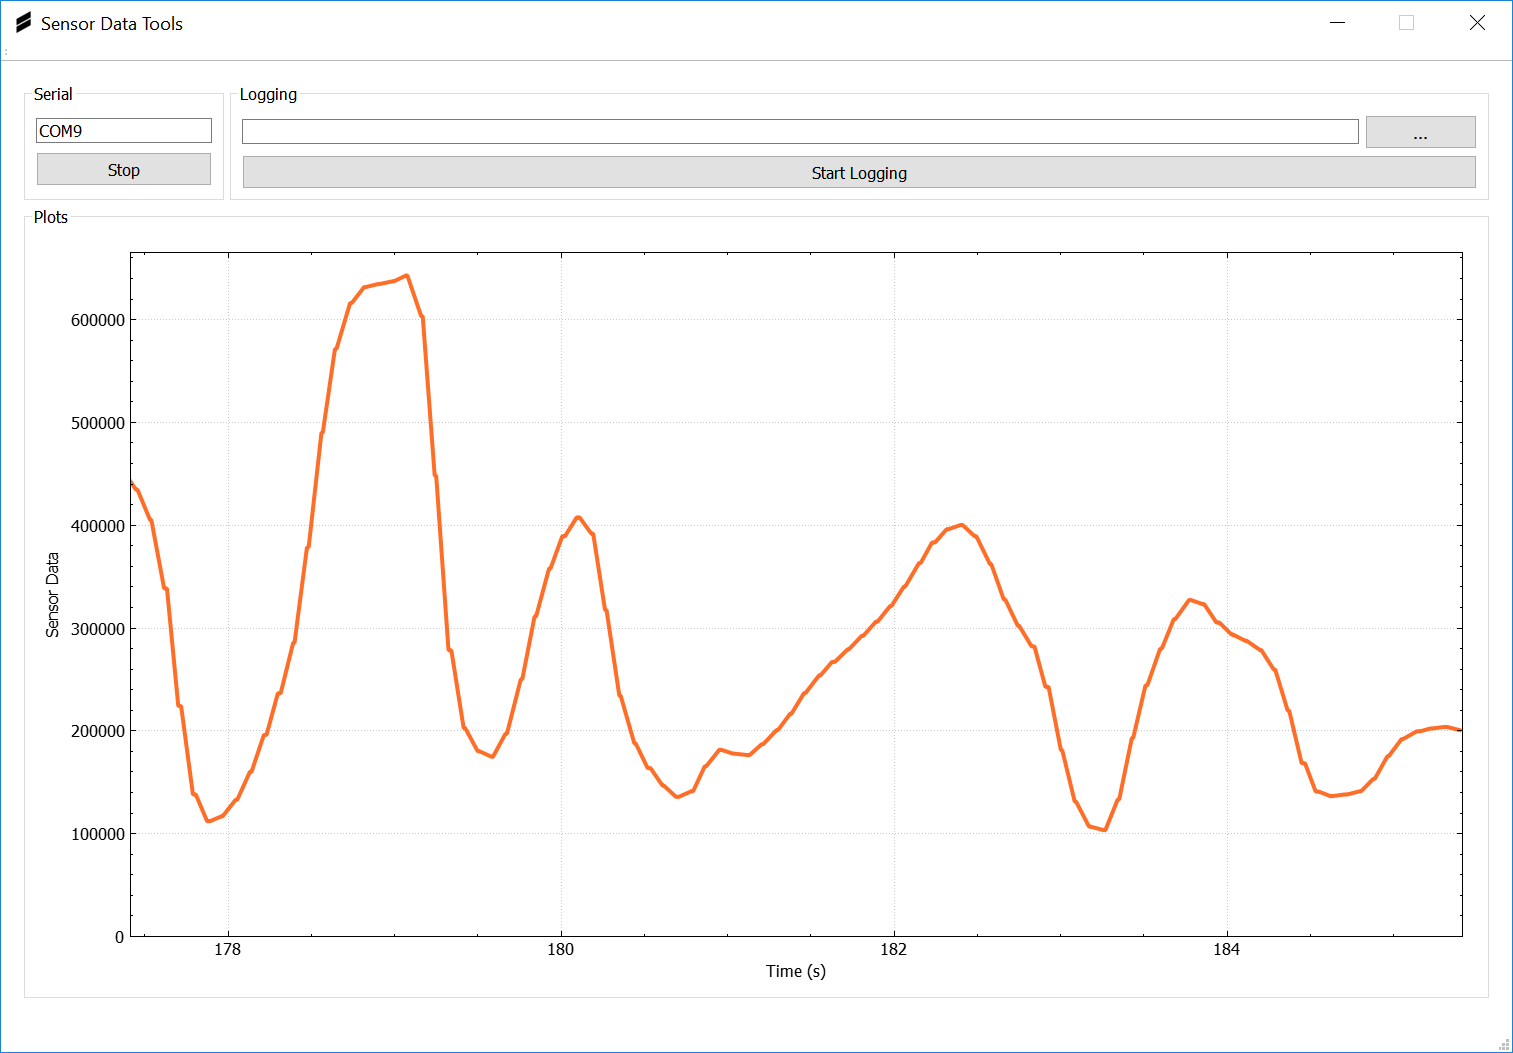 Sensor Data Tools
Serial
Logging
COM9
...
Stop
Start Logging
Plots
600000
500000
400000
300000
200000
100000
0
Sensor Data
178
180
182
184
Time (s)